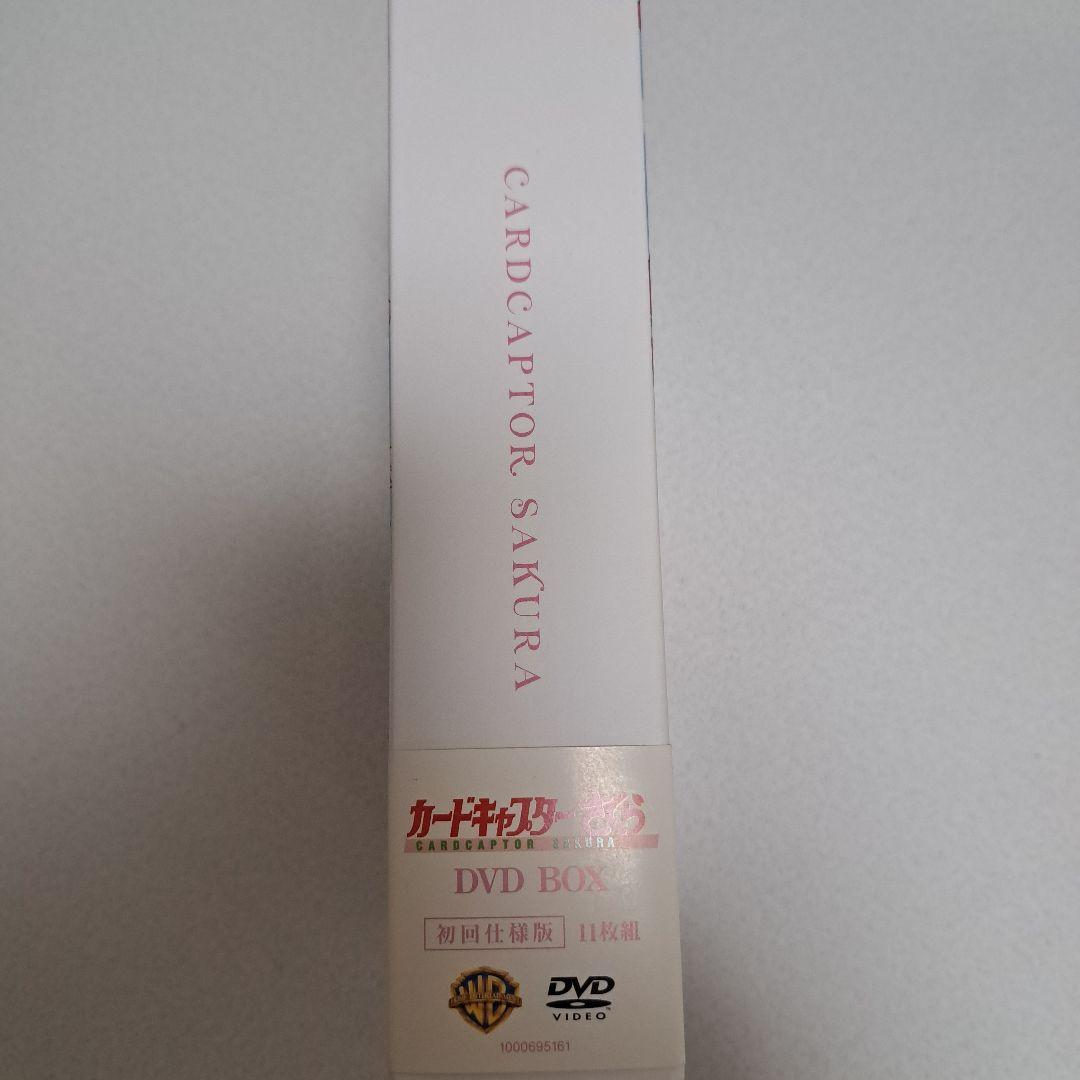 CARDCAPTOR SAKURA
カードキャプターさくら
CARDCAPTOR SAKURA
DVD BOX
初回仕様版 11枚組
DVD
VIDEO
1000695161